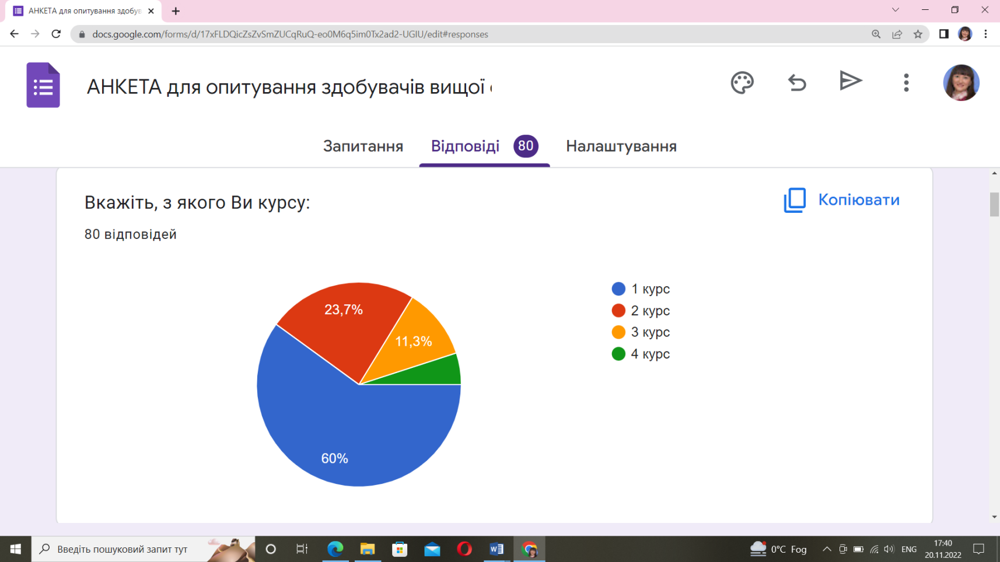 АНКЕТА для опитування здобув
docs.google.com/forms/d/17xFLDQicZsZvSmZUCqRuQ-eo0M6q5im0Tx2ad2-UGIU/edit#responses
АНКЕТА для опитування здобувачів вищої
Запитання
Відповіді 80
Налаштування
Вкажіть, з якого Ви курсу:
Копіювати
80 відповідей
1 курс
2 курс
3 курс
4 курс
23,7%
11,3%
60%
Введіть пошуковий запит тут
0°C Fog
ENG
17:40
20.11.2022